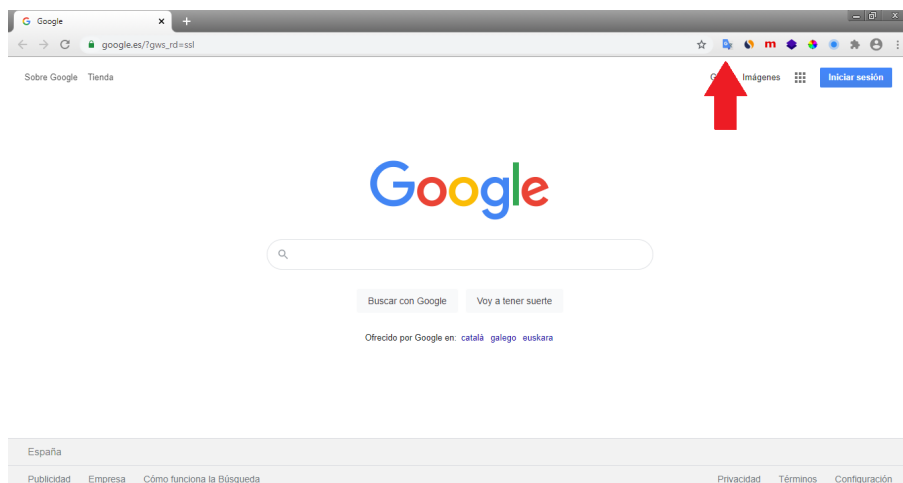 Google
google.es/?gws_rd=ssl
Sobre Google Tienda Imágenes Iniciar sesión
Google
Buscar con Google Voy a tener suerte
Ofrecido por Google en: català galego euskara
España
Publicidad Empresa Cómo funciona la Búsqueda Privacidad Términos Configuración